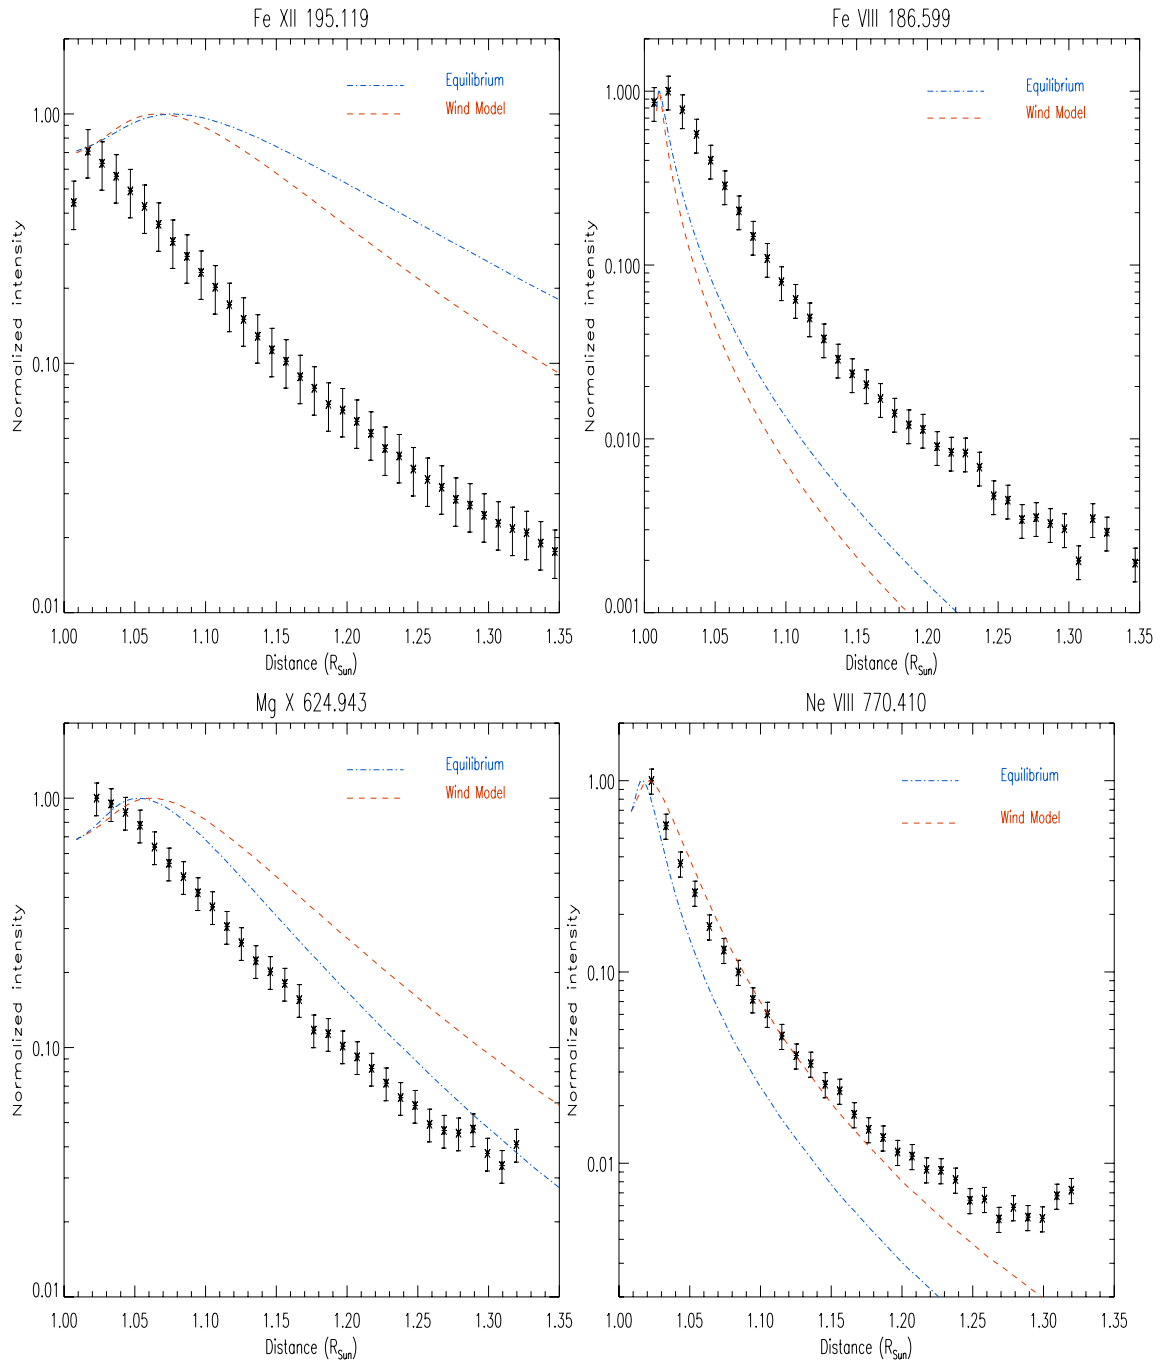 Fe XII 195.119
Equilibrium
Wind Model
1.00
0.10
0.01
Normalized intensity
1.00 1.05 1.10 1.15 1.20 1.25 1.30 1.35
Distance (RSun)
Fe VIII 186.599
Equilibrium
Wind Model
1.000
0.100
0.010
0.001
Normalized intensity
1.00 1.05 1.10 1.15 1.20 1.25 1.30 1.35
Distance (RSun)
Mg X 624.943
Equilibrium
Wind Model
1.00
0.10
0.01
Normalized intensity
1.00 1.05 1.10 1.15 1.20 1.25 1.30 1.35
Distance (RSun)
Ne VIII 770.410
Equilibrium
Wind Model
1.00
0.10
0.01
Normalized intensity
1.00 1.05 1.10 1.15 1.20 1.25 1.30 1.35
Distance (RSun)